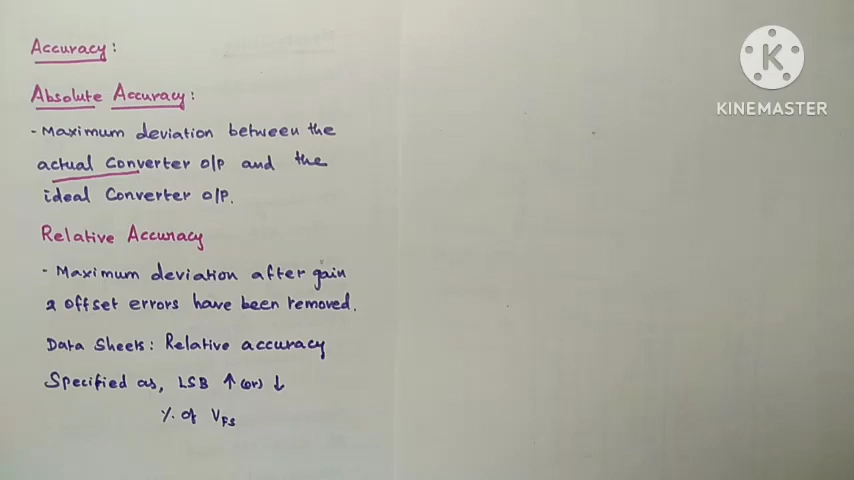 Accuracy:
Absolute Accuracy:
- Maximum deviation between the
actual Converter o/p and the
ideal Converter o/p.
Relative Accuracy
- Maximum deviation after gain
& offset errors have been removed.
Data Sheets: Relative accuracy
Specified as, LSB ↑ (or) ↓
% of VFS
K
KINEMASTER